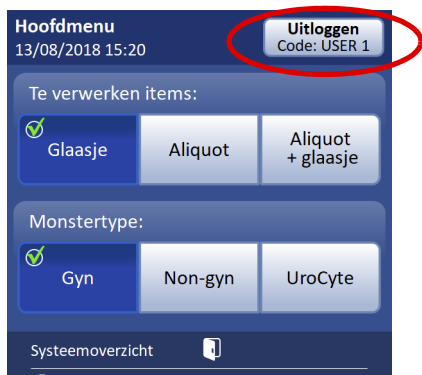 Hoofdmenu
13/08/2018 15:20
Uitloggen
Code: USER 1
Te verwerken items:
Glaasje
Aliquot
Aliquot
+ glaasje
Monstertype:
Gyn
Non-gyn
UroCyte
Systeemoverzicht